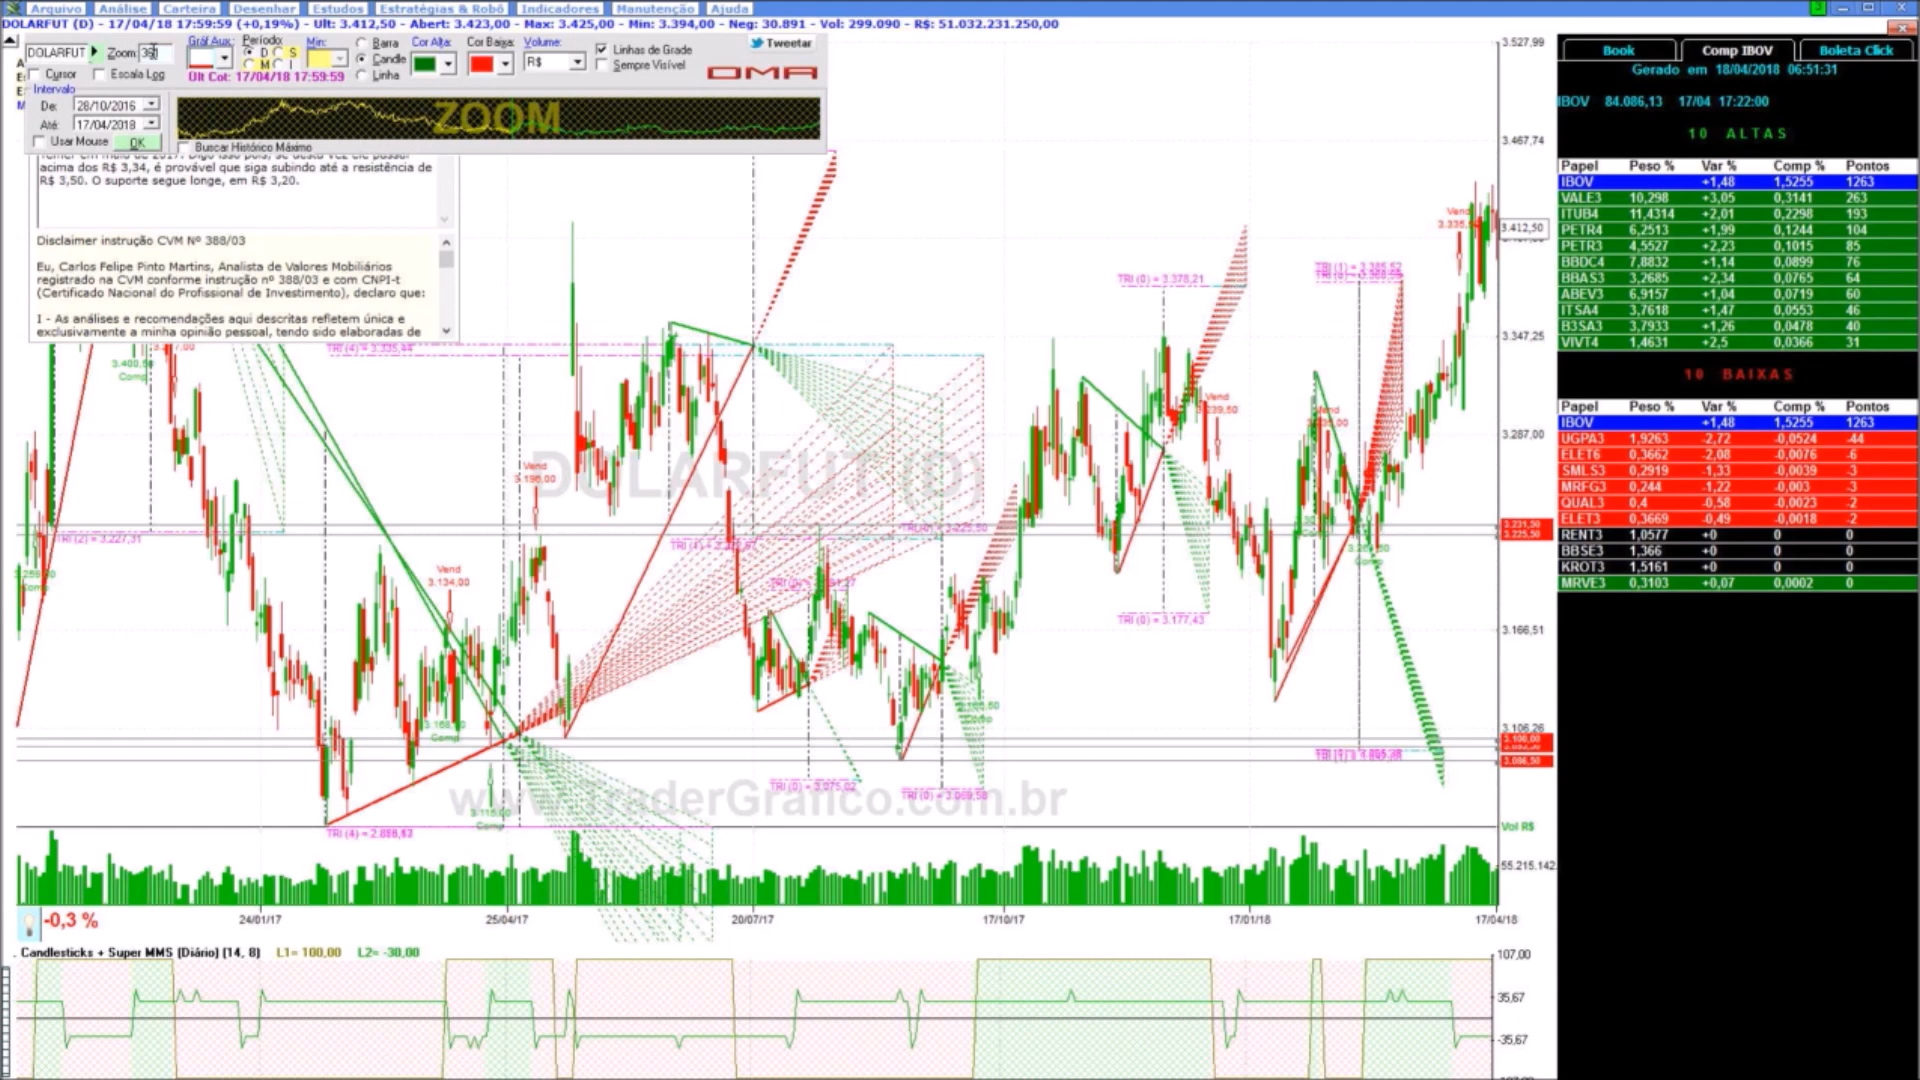 Arquivo Análise Carteira Desenhar Estudos Estratégias & Robô Indicadores Manutenção Ajuda
DOLARFUT (D) - 17/04/18 17:59:59 (+0,19%) - Ult: 3.412,50 - Abert: 3.423,00 - Max: 3.425,00 - Min: 3.394,00 - Neg: 30.891 - Vol: 299.090 - R$: 51.032.231.250,00
DOLARFUT Zoom: Gráf Aux: Período: D S M I Min: Barra Candle Linha Cor Alta: Cor Baixa: Volume: R$ Linhas de Grade Sempre Visível Tweetar
Cursor Escala Log Últ Cot: 17/04/18 17:59:59
Intervalo
De: 28/10/2016
Até: 17/04/2018
Usar Mouse OK Buscar Histórico Máximo
ZOOM
acima dos R$ 3,34, é provável que siga subindo até a resistência de
R$ 3,50. O suporte segue longe, em R$ 3,20.
Disclaimer instrução CVM Nº 388/03
Eu, Carlos Felipe Pinto Martins, Analista de Valores Mobiliários
registrado na CVM conforme instrução nº 388/03 e com CNPI-t
(Certificado Nacional do Profissional de Investimento), declaro que:
I - As análises e recomendações aqui descritas refletem única e
exclusivamente a minha opinião pessoal, tendo sido elaboradas de
DOLARFUT (D)
TRI (4) = 3.335,44
TRI (2) = 3.227,31
Vend
3.134,00
Vend
TRI (0) = 3.378,21
TRI (0) = 3.177,43
TRI (0) = 3.075,02
TRI (0) = 3.069,58
Vend
Comp
3.527,99
3.467,74
3.412,50
3.347,25
3.287,00
3.231,50
3.225,50
3.166,51
3.106,26
3.100,00
3.086,50
Vol R$
55.215.142
-0,3 %
24/01/17 25/04/17 20/07/17 17/10/17 17/01/18 17/04/18
Candlesticks + Super MMS (Diário) (14, 8) L1= 100,00 L2= -30,00
107,00
35,67
-35,67
Book Comp IBOV Boleta Click
Gerado em 18/04/2018 06:51:31
IBOV 84.086,13 17/04 17:22:00
10 ALTAS
Papel Peso % Var % Comp % Pontos
IBOV +1,48 1,5255 1263
VALE3 10,298 +3,05 0,3141 263
ITUB4 11,4314 +2,01 0,2298 193
PETR4 6,2513 +1,99 0,1244 104
PETR3 4,5527 +2,23 0,1015 85
BBDC4 7,8832 +1,14 0,0899 76
BBAS3 3,2685 +2,34 0,0765 64
ABEV3 6,9157 +1,04 0,0719 60
ITSA4 3,7618 +1,47 0,0553 46
B3SA3 3,7933 +1,26 0,0478 40
VIVT4 1,4631 +2,5 0,0366 31
10 BAIXAS
Papel Peso % Var % Comp % Pontos
IBOV +1,48 1,5255 1263
UGPA3 1,9263 -2,72 -0,0524 -44
ELET6 0,3662 -2,08 -0,0076 -6
SMLS3 0,2919 -1,33 -0,0039 -3
MRFG3 0,244 -1,22 -0,003 -3
QUAL3 0,4 -0,58 -0,0023 -2
ELET3 0,3669 -0,49 -0,0018 -2
RENT3 1,0577 +0 0 0
BBSE3 1,366 +0 0 0
KROT3 1,5161 +0 0 0
MRVE3 0,3103 +0,07 0,0002 0